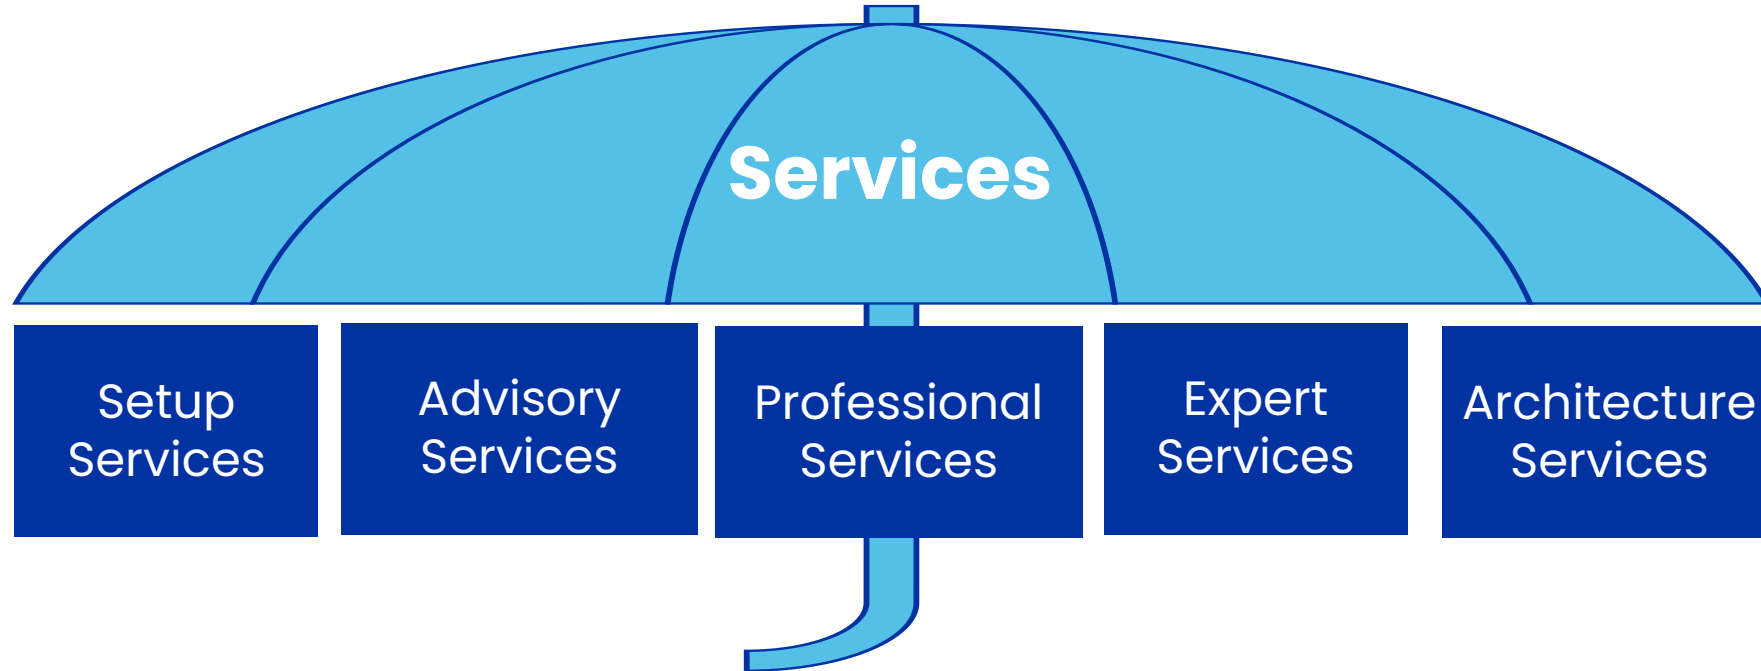 Services
Setup
Services
Advisory
Services
Professional
Services
Expert
Services
Architecture
Services